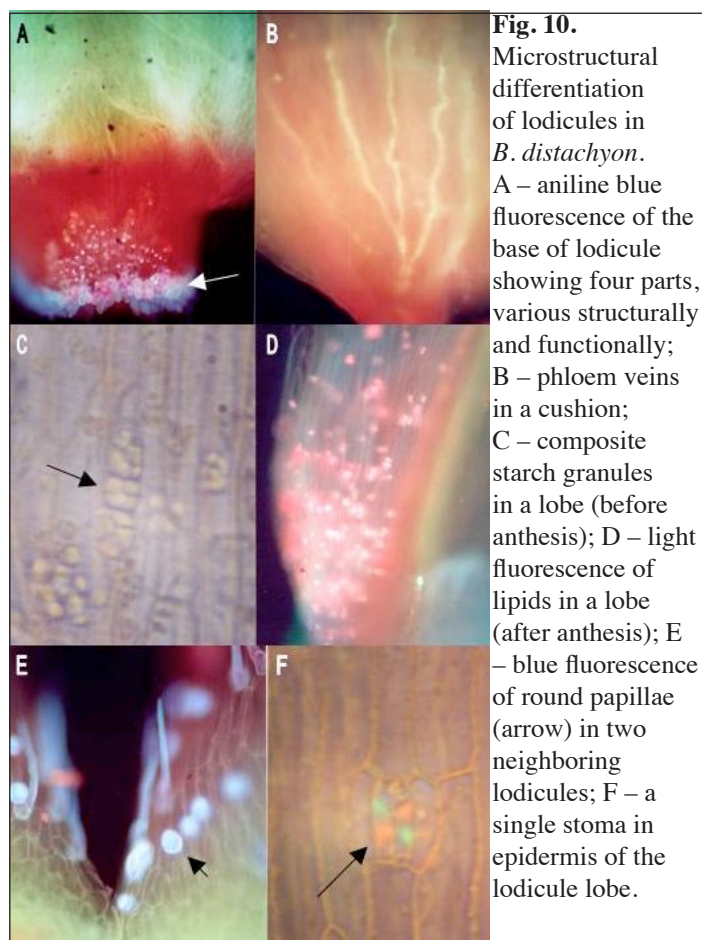 A
B
C
D
E
F
Fig. 10.
Microstructural
differentiation
of lodicules in
B. distachyon.
A – aniline blue
fluorescence of the
base of lodicule
showing four parts,
various structurally
and functionally;
B – phloem veins
in a cushion;
C – composite
starch granules
in a lobe (before
anthesis); D – light
fluorescence of
lipids in a lobe
(after anthesis); E
– blue fluorescence
of round papillae
(arrow) in two
neighboring
lodicules; F – a
single stoma in
epidermis of the
lodicule lobe.